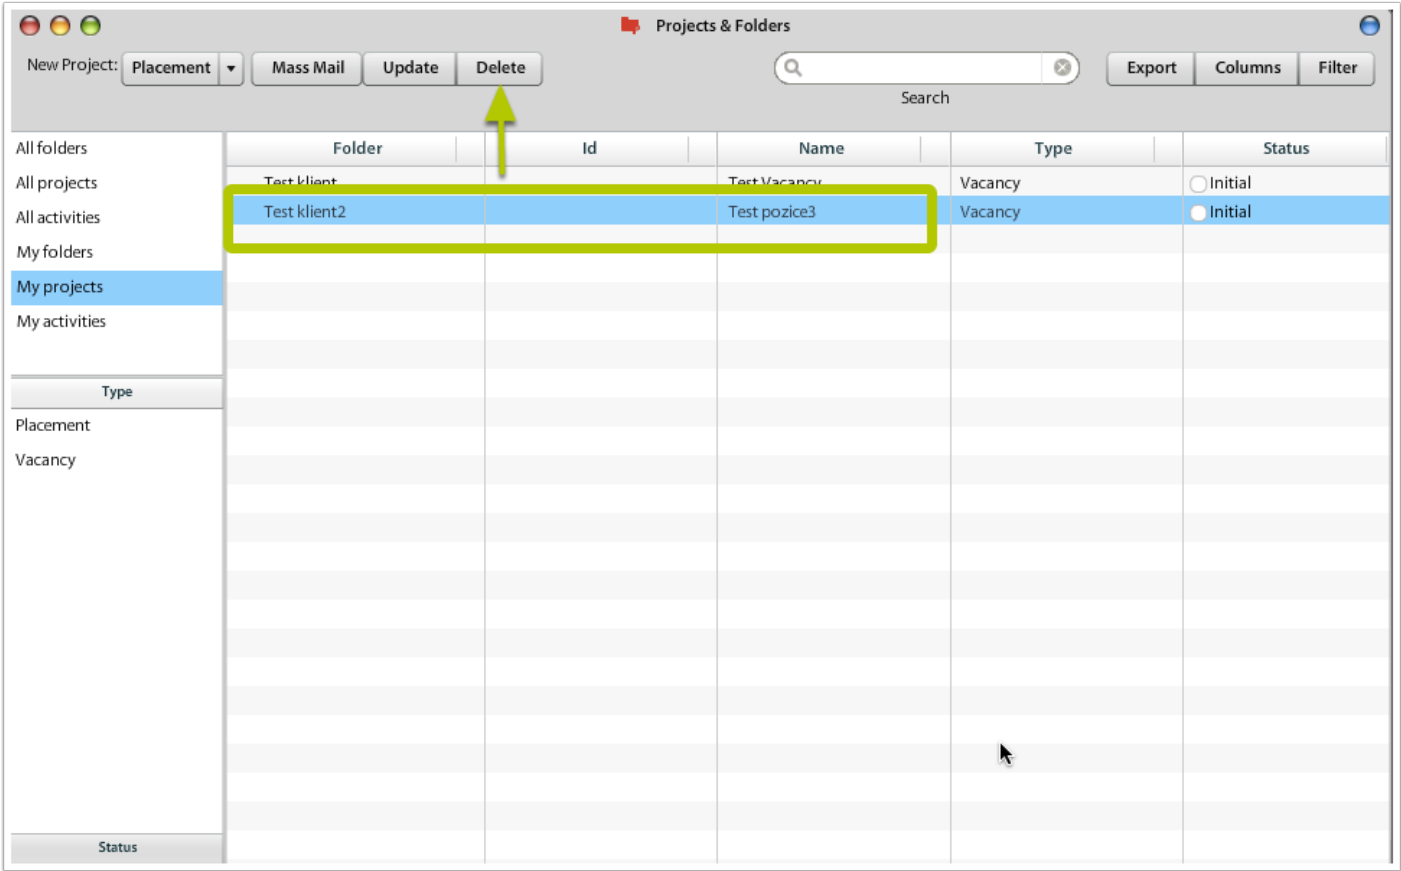 Projects & Folders
New Project: Placement Mass Mail Update Delete Export Columns Filter
Search
All folders
All projects
All activities
My folders
My projects
My activities
Type
Placement
Vacancy
Status
Folder Id Name Type Status
Test klient Test Vacancy Vacancy Initial
Test klient2 Test pozice3 Vacancy Initial